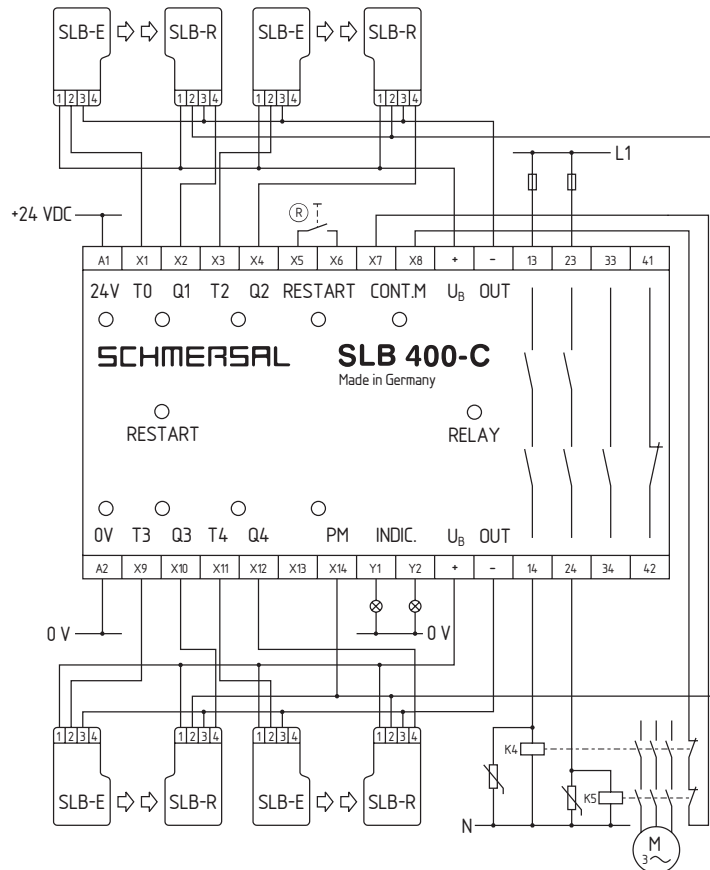 SLB-E SLB-R SLB-E SLB-R
1 2 3 4 1 2 3 4 1 2 3 4 1 2 3 4
L1
+24 VDC
R
A1 X1 X2 X3 X4 X5 X6 X7 X8 + - 13 23 33 41
24V T0 Q1 T2 Q2 RESTART CONT.M UB OUT
SCHMERSAL SLB 400-C
Made in Germany
RESTART RELAY
0V T3 Q3 T4 Q4 PM INDIC. UB OUT
A2 X9 X10 X11 X12 X13 X14 Y1 Y2 + - 14 24 34 42
0 V 0 V
1 2 3 4 1 2 3 4 1 2 3 4 1 2 3 4
K4
SLB-E SLB-R SLB-E SLB-R
K5
N
M
3~